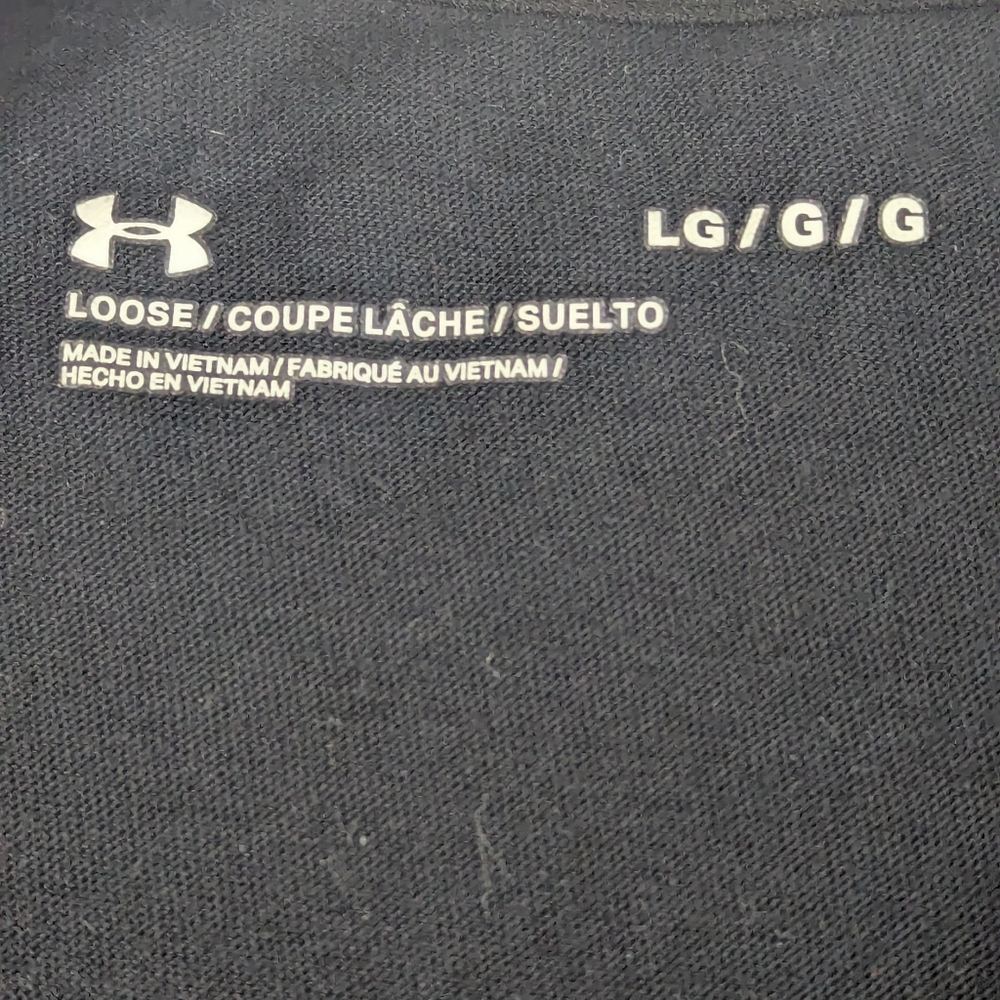 LG / G / G
LOOSE / COUPE LÂCHE / SUELTO
MADE IN VIETNAM / FABRIQUÉ AU VIETNAM /
HECHO EN VIETNAM